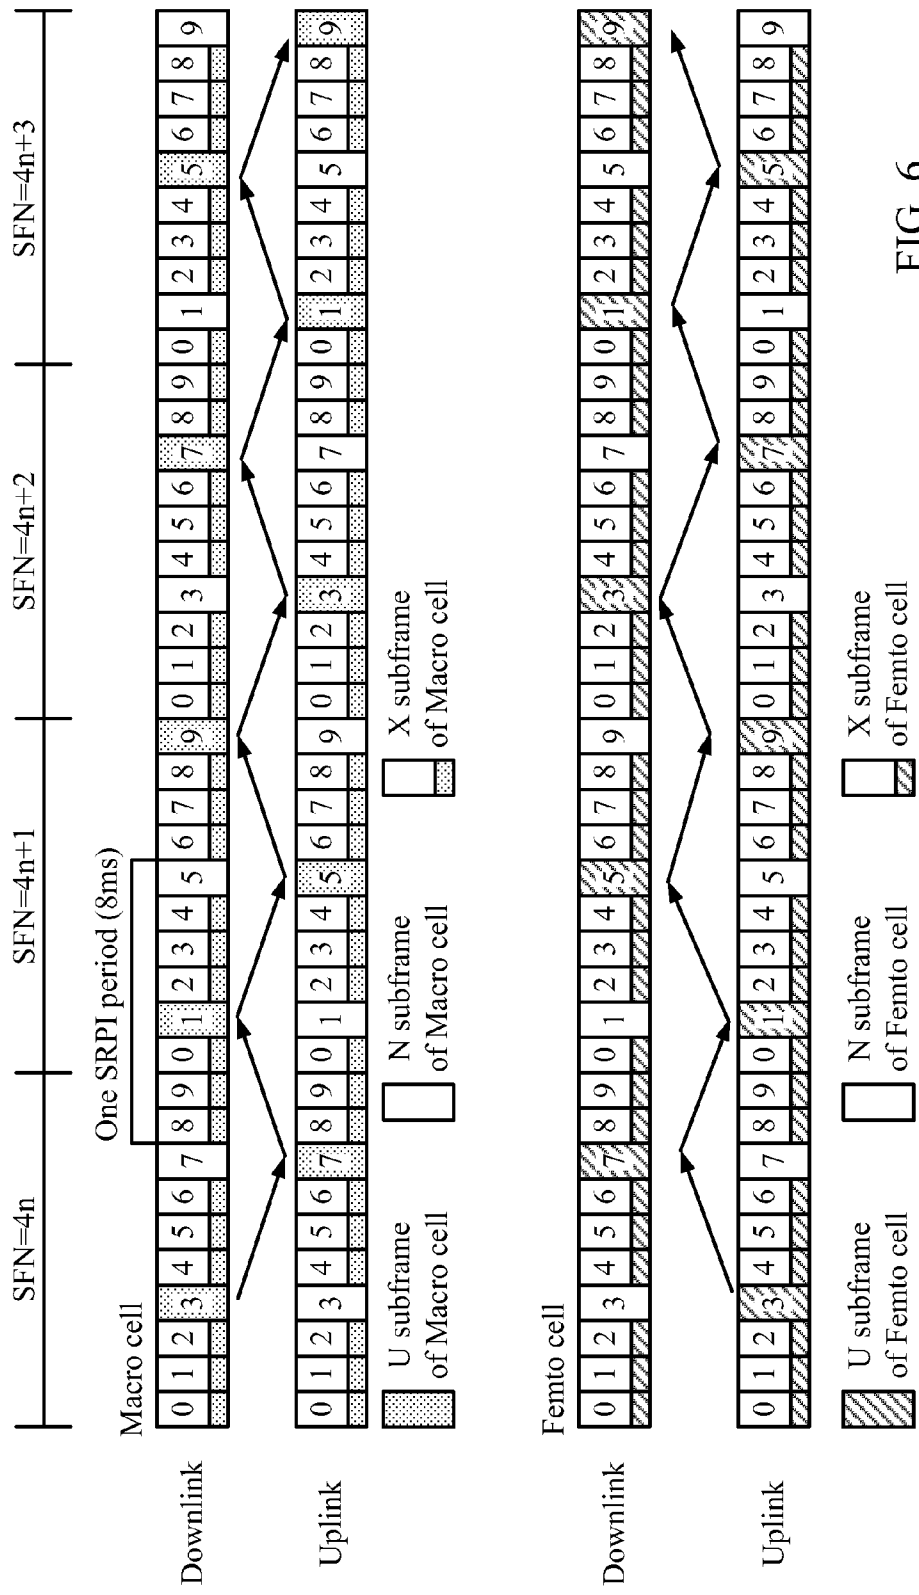 SFN=4n SFN=4n+1 SFN=4n+2 SFN=4n+3
One SRPI period (8ms)
Macro cell
Downlink 0 1 2 3 4 5 6 7 8 9 0 1 2 3 4 5 6 7 8 9 0 1 2 3 4 5 6 7 8 9 0 1 2 3 4 5 6 7 8 9
Uplink 0 1 2 3 4 5 6 7 8 9 0 1 2 3 4 5 6 7 8 9 0 1 2 3 4 5 6 7 8 9 0 1 2 3 4 5 6 7 8 9
U subframe
of Macro cell
N subframe
of Macro cell
X subframe
of Macro cell
Femto cell
Downlink 0 1 2 3 4 5 6 7 8 9 0 1 2 3 4 5 6 7 8 9 0 1 2 3 4 5 6 7 8 9 0 1 2 3 4 5 6 7 8 9
Uplink 0 1 2 3 4 5 6 7 8 9 0 1 2 3 4 5 6 7 8 9 0 1 2 3 4 5 6 7 8 9 0 1 2 3 4 5 6 7 8 9
U subframe
of Femto cell
N subframe
of Femto cell
X subframe
of Femto cell
FIG. 6